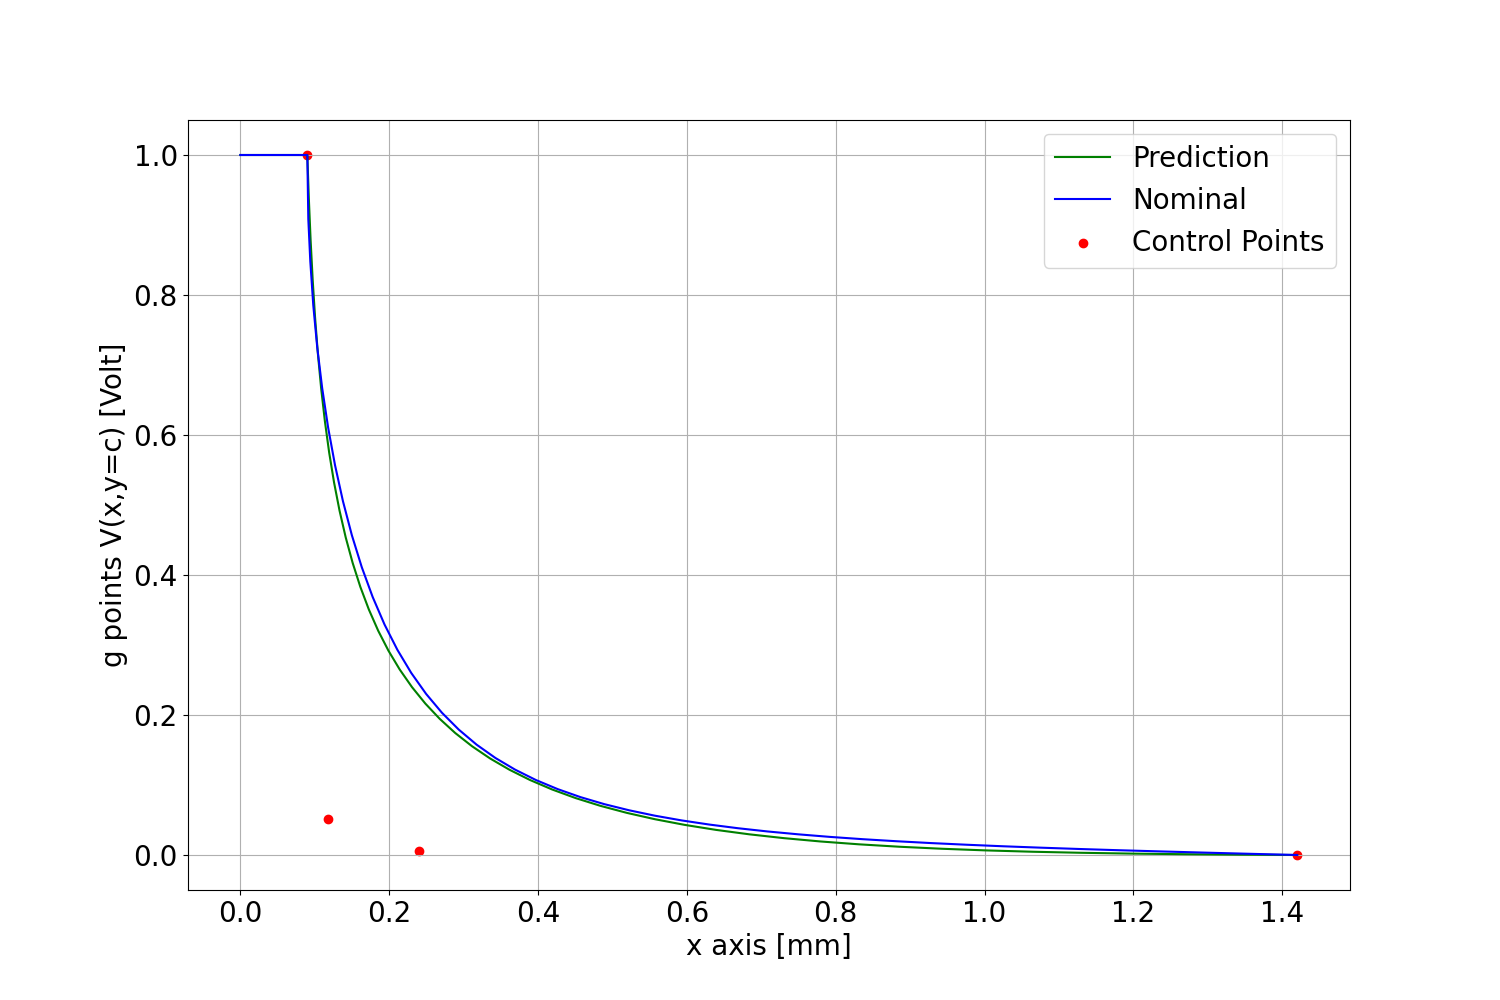 Prediction
Nominal
Control Points
1.0
0.8
0.6
0.4
0.2
0.0
g points V(x,y=c) [Volt]
0.0 0.2 0.4 0.6 0.8 1.0 1.2 1.4
x axis [mm]